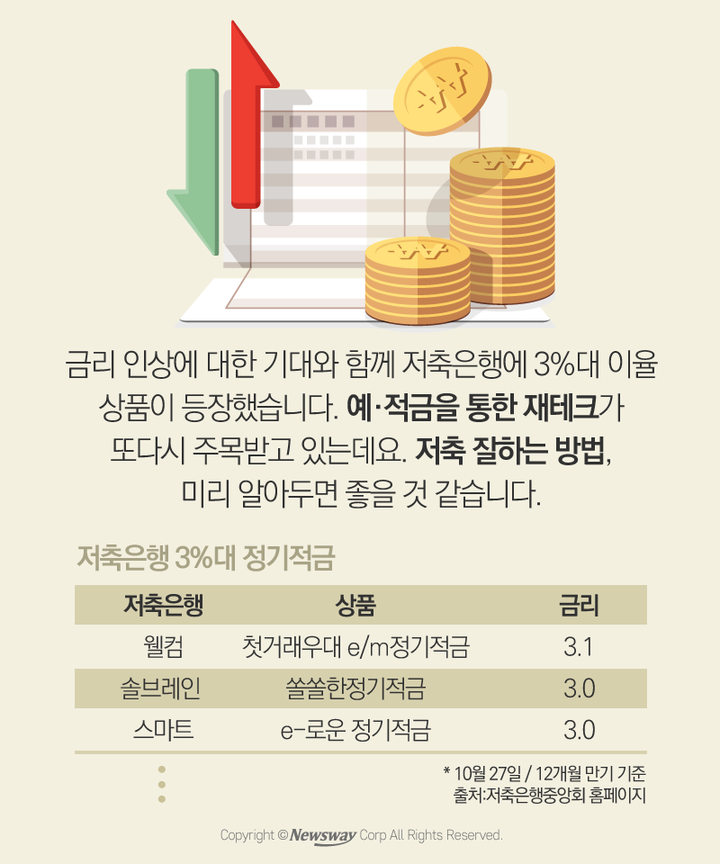 금리 인상에 대한 기대와 함께 저축은행에 3%대 이율
상품이 등장했습니다. 예·적금을 통한 재테크가
또다시 주목받고 있는데요. 저축 잘하는 방법,
미리 알아두면 좋을 것 같습니다.
저축은행 3%대 정기적금
저축은행 상품 금리
웰컴 첫거래우대 e/m정기적금 3.1
솔브레인 쏠쏠한정기적금 3.0
스마트 e-로운 정기적금 3.0
* 10월 27일 / 12개월 만기 기준
출처:저축은행중앙회 홈페이지
Copyright © Newsway Corp All Rights Reserved.